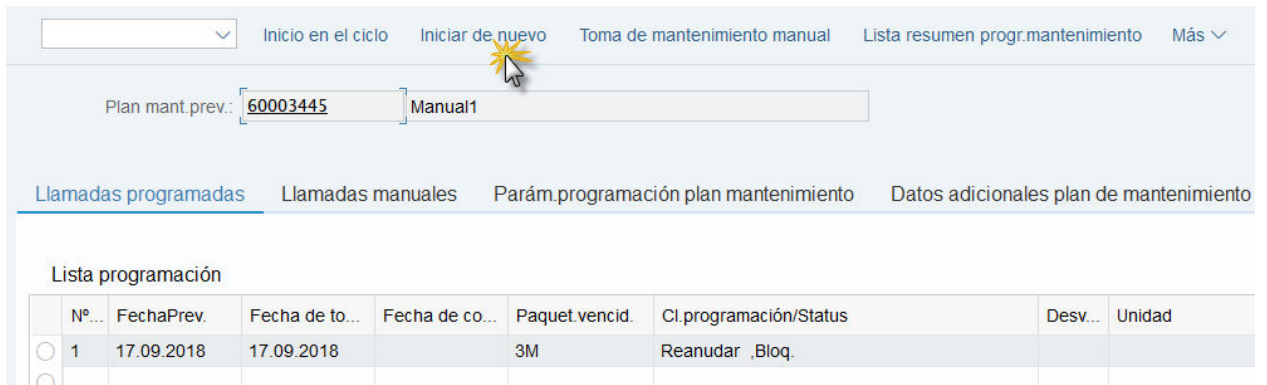 Inicio en el ciclo Iniciar de nuevo Toma de mantenimiento manual Lista resumen progr.mantenimiento Más
Plan mant.prev.: 60003445 Manual1
Llamadas programadas Llamadas manuales Parám.programación plan mantenimiento Datos adicionales plan de mantenimiento
Lista programación
Nº... FechaPrev. Fecha de to... Fecha de co... Paquet.vencid. Cl.programación/Status Desv... Unidad
1 17.09.2018 17.09.2018 3M Reanudar ,Bloq.